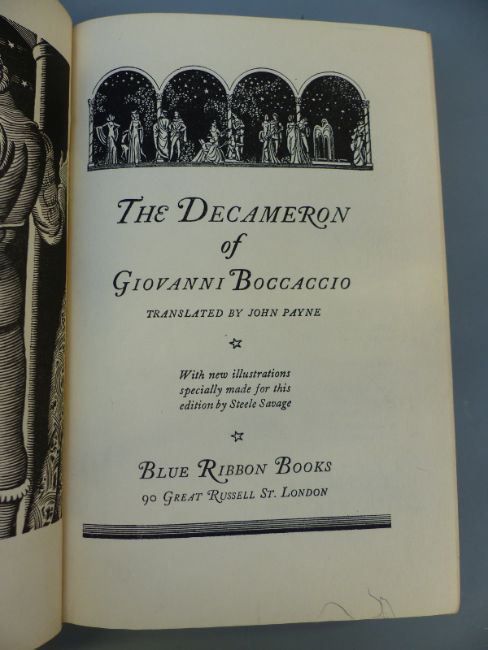 The Decameron
of
Giovanni Boccaccio
TRANSLATED BY JOHN PAYNE
With new illustrations
specially made for this
edition by Steele Savage
Blue Ribbon Books
90 Great Russell St. London